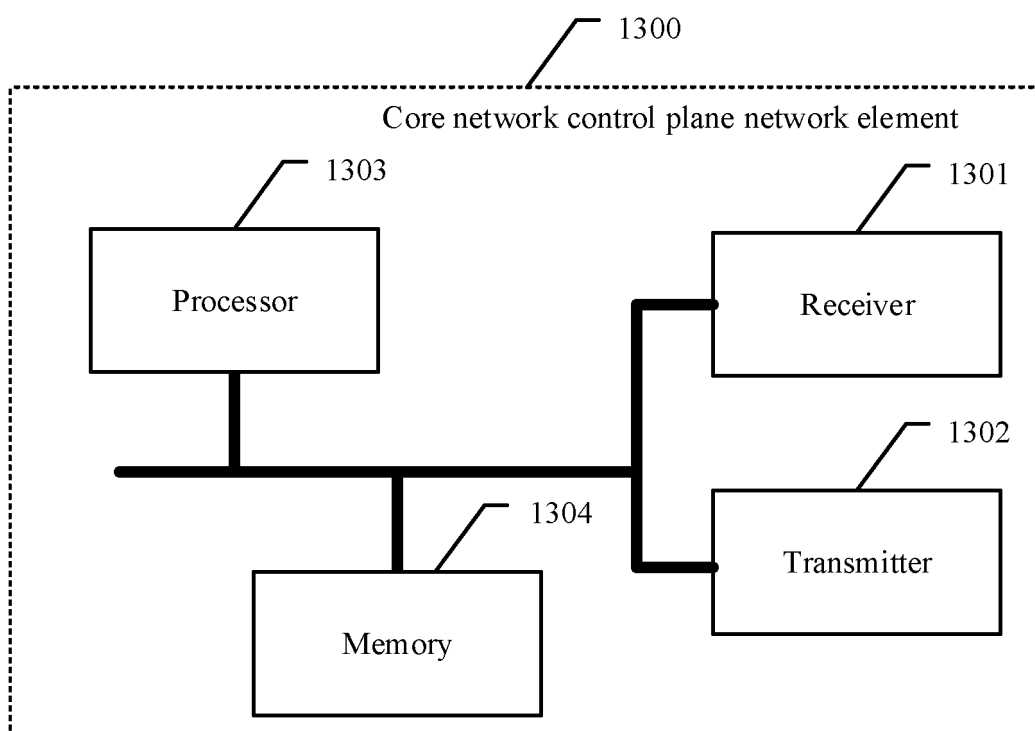 1300
Core network control plane network element
1303
1301
Processor
Receiver
1302
1304
Transmitter
Memory